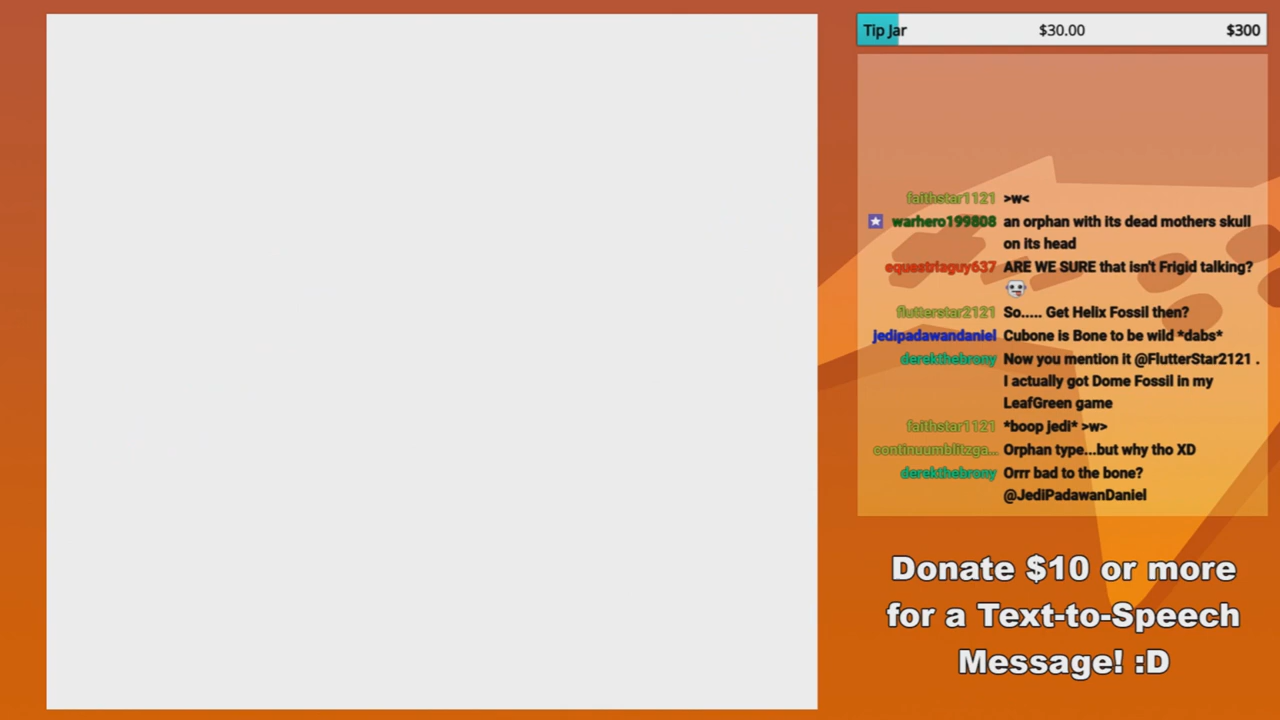 Tip Jar $30.00 $300
faithstar1121 >w<
warhero199808 an orphan with its dead mothers skull
on its head
equestriaguy637 ARE WE SURE that isn't Frigid talking?
flutterstar2121 So..... Get Helix Fossil then?
jedipadawandaniel Cubone is Bone to be wild *dabs*
derekthebrony Now you mention it @FlutterStar2121 .
I actually got Dome Fossil in my
LeafGreen game
faithstar1121 *boop jedi* >w>
continuumblitzga... Orphan type...but why tho XD
derekthebrony Orrr bad to the bone?
@JediPadawanDaniel
Donate $10 or more
for a Text-to-Speech
Message! :D